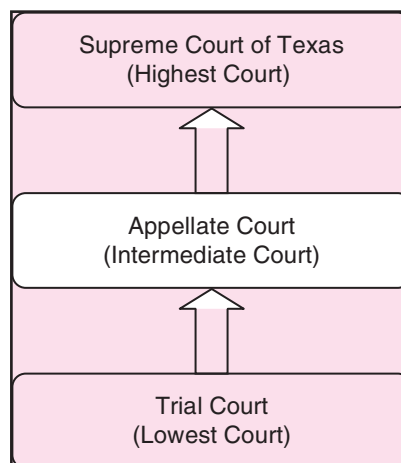 Supreme Court of Texas
(Highest Court)
Appellate Court
(Intermediate Court)
Trial Court
(Lowest Court)